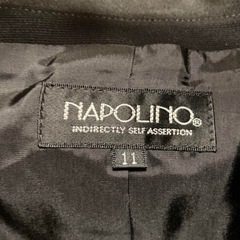 NAPOLINO®
INDIRECTLY SELF ASSERTION
11